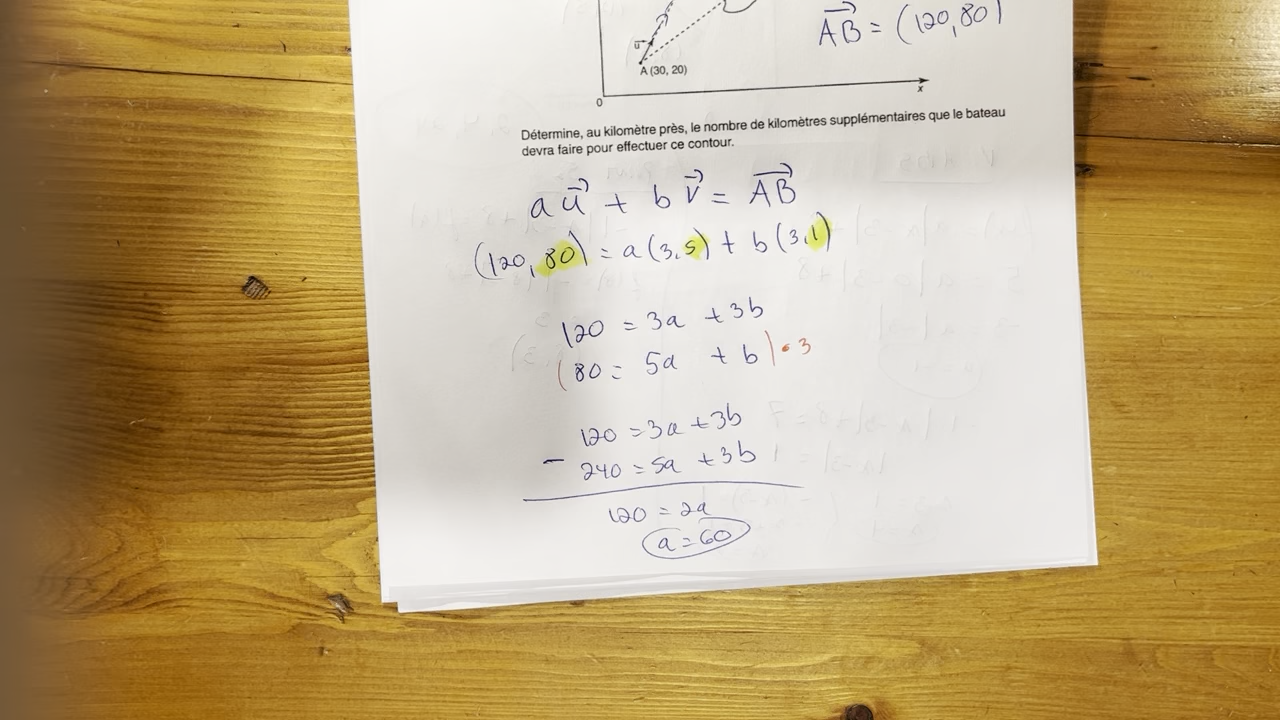 AB = (120,80)
u
A (30, 20)
0
x
Détermine, au kilomètre près, le nombre de kilomètres supplémentaires que le bateau
devra faire pour effectuer ce contour.
a u + b v = AB
(120, 80) = a (3,5) + b (3,1)
120 = 3a + 3b
(80 = 5a + b) • 3
120 = 3a + 3b
- 240 = 5a + 3b
120 = 2a
a = 60